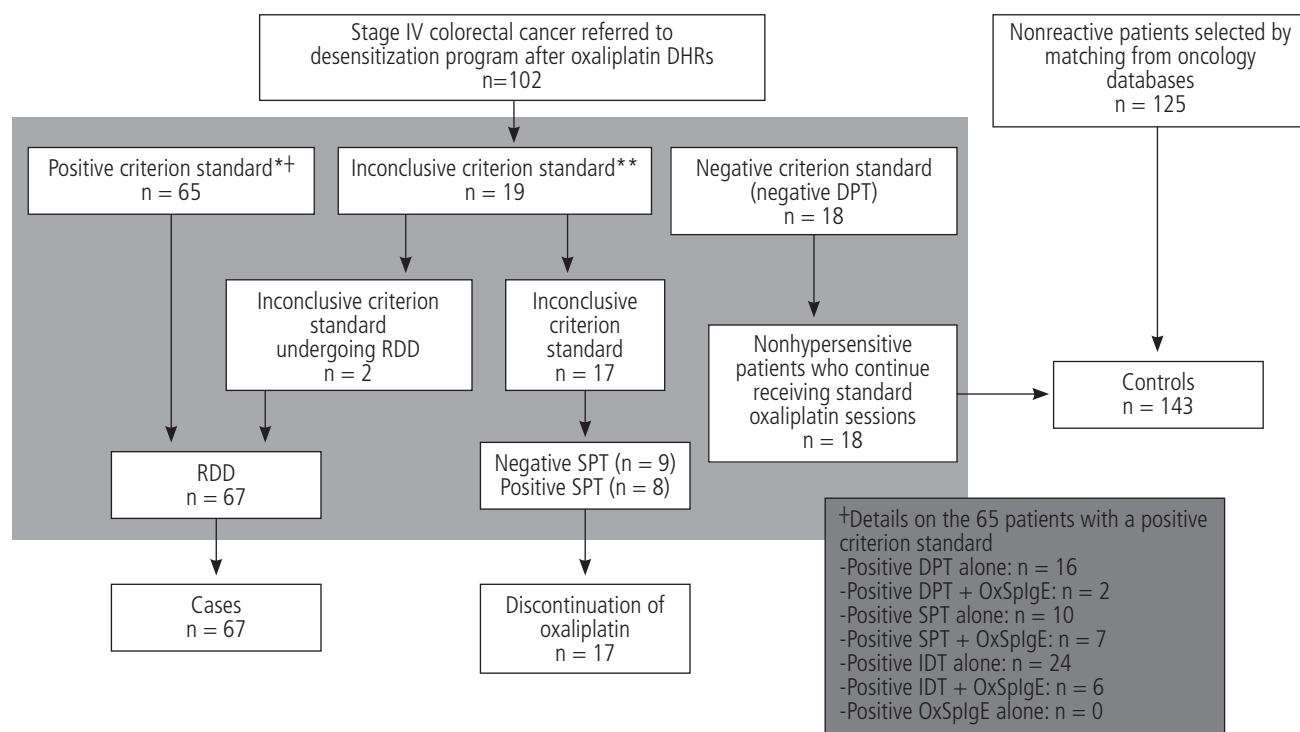 Stage IV colorectal cancer referred to
desensitization program after oxaliplatin DHRs
n=102
Nonreactive patients selected by
matching from oncology
databases
n = 125
Positive criterion standard*†
n = 65
Inconclusive criterion standard**
n = 19
Negative criterion standard
(negative DPT)
n = 18
Inconclusive criterion
standard
undergoing RDD
n = 2
Inconclusive
criterion
standard
n = 17
Nonhypersensitive
patients who continue
receiving standard
oxaliplatin sessions
n = 18
Controls
n = 143
RDD
n = 67
Negative SPT (n = 9)
Positive SPT (n = 8)
Cases
n = 67
Discontinuation of
oxaliplatin
n = 17
†Details on the 65 patients with a positive
criterion standard
-Positive DPT alone: n = 16
-Positive DPT + OxSpIgE: n = 2
-Positive SPT alone: n = 10
-Positive SPT + OxSpIgE: n = 7
-Positive IDT alone: n = 24
-Positive IDT + OxSpIgE: n = 6
-Positive OxSpIgE alone: n = 0